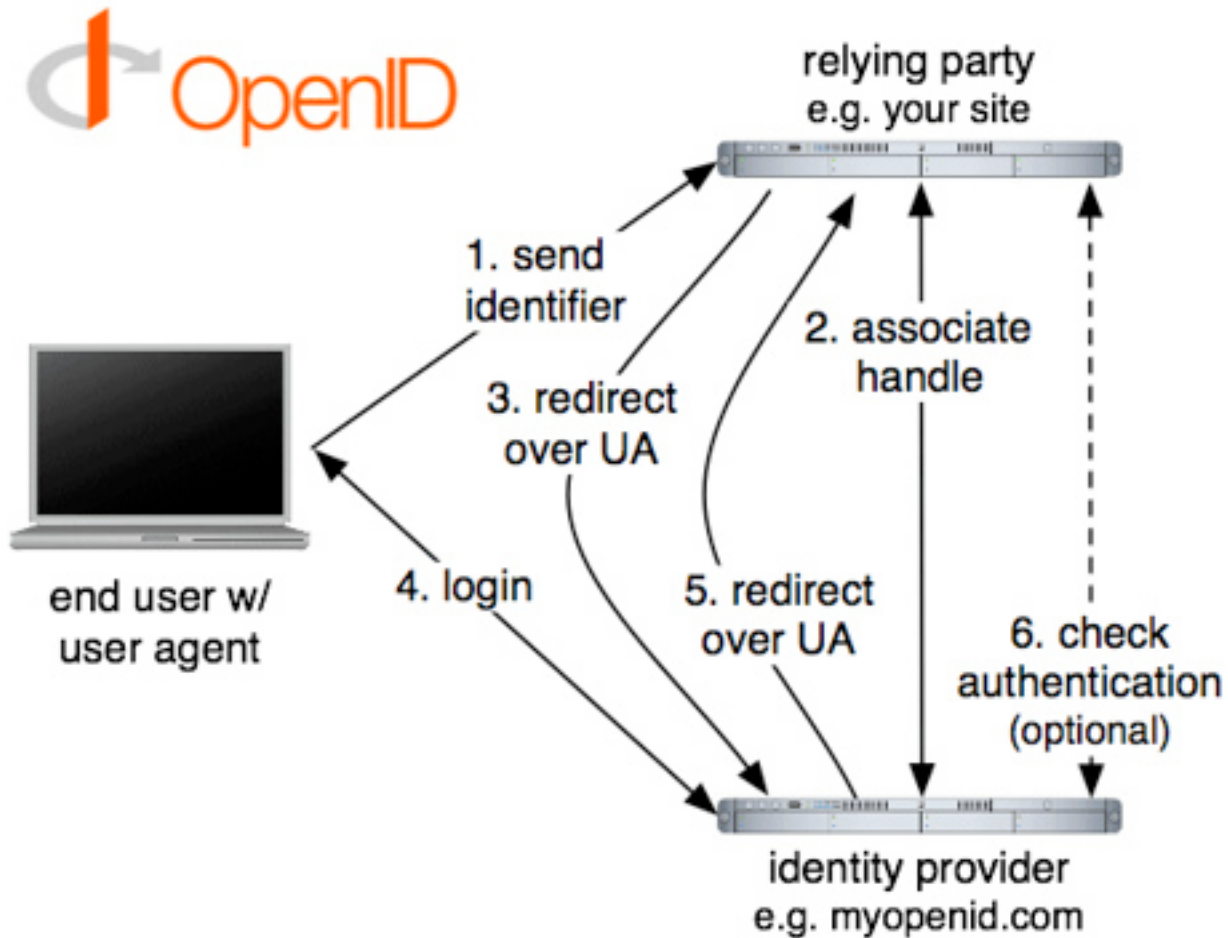 OpenID
relying party
e.g. your site
1. send
identifier
2. associate
handle
3. redirect
over UA
4. login
5. redirect
over UA
6. check
authentication
(optional)
end user w/
user agent
identity provider
e.g. myopenid.com